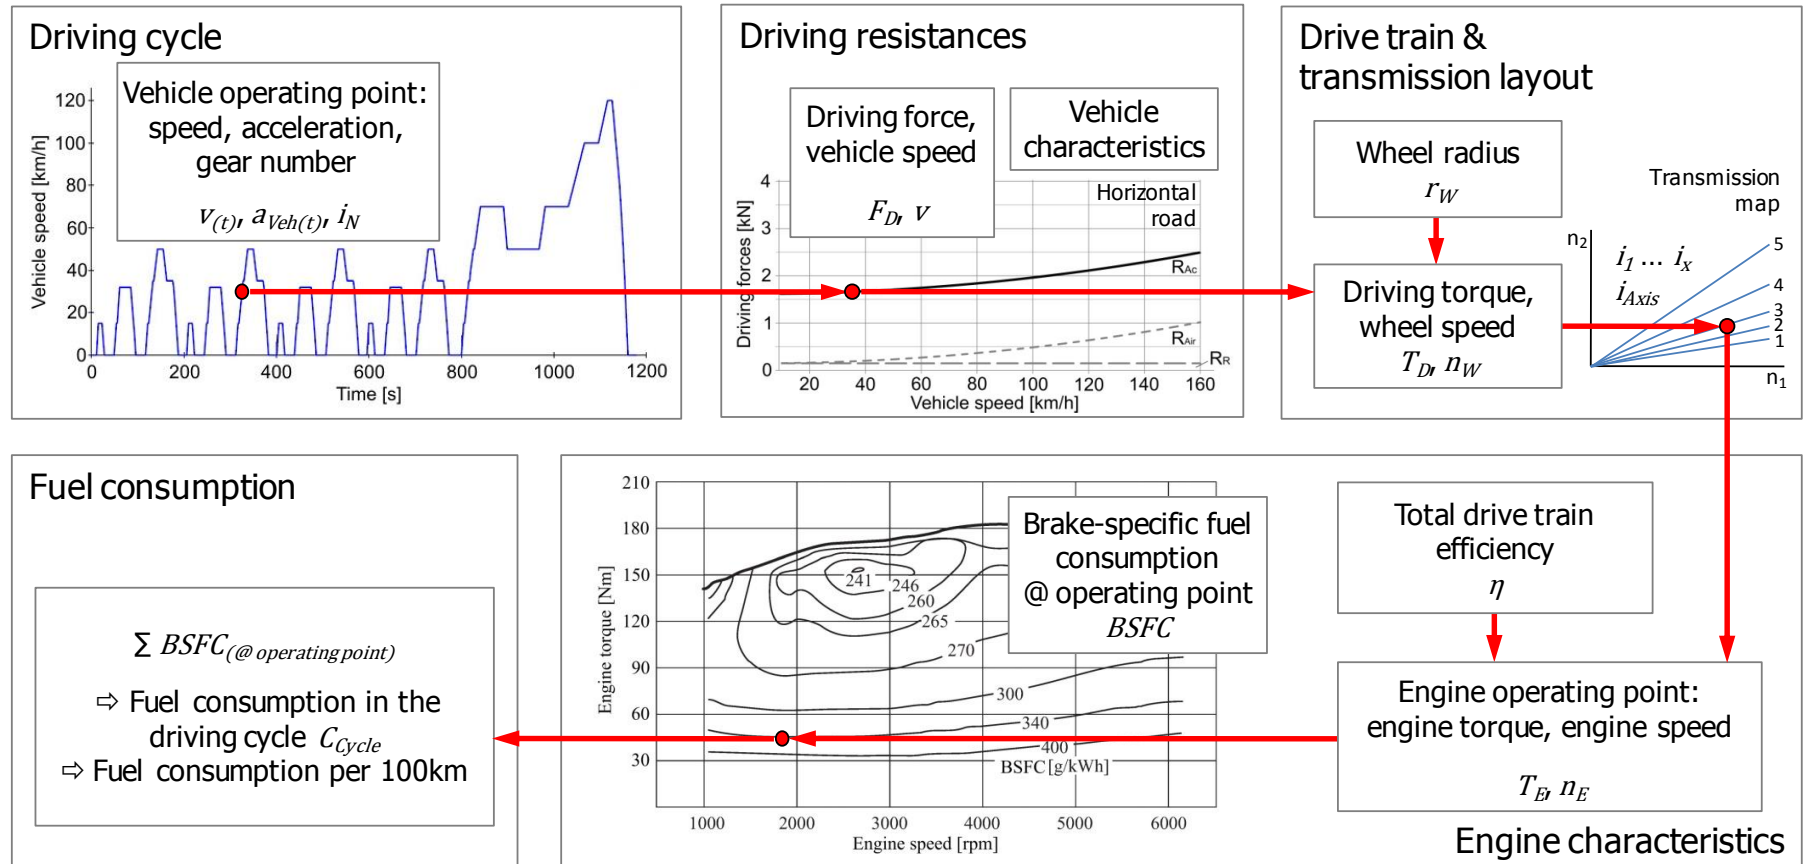 Driving cycle
Vehicle operating point:
speed, acceleration,
gear number
v(t), aVeh(t), iN
Vehicle speed [km/h]
120
100
80
60
40
20
0
0 200 400 600 800 1000 1200
Time [s]
Driving resistances
Driving force,
vehicle speed
FD, v
Vehicle
characteristics
Horizontal
road
Driving forces [kN]
4
3
2
1
0
RAc
RAir
RR
20 40 60 80 100 120 140 160
Vehicle speed [km/h]
Drive train &
transmission layout
Wheel radius
rW
Driving torque,
wheel speed
TD, nW
Transmission
map
n2
i1 ... ix
iAxis
5
4
3
2
1
n1
Fuel consumption
∑ BSFC(@ operating point)
⇨ Fuel consumption in the
driving cycle CCycle
⇨ Fuel consumption per 100km
Engine torque [Nm]
210
180
150
120
90
60
30
241
246
260
265
270
300
340
400
BSFC [g/kWh]
1000 2000 3000 4000 5000 6000
Engine speed [rpm]
Brake-specific fuel
consumption
@ operating point
BSFC
Total drive train
efficiency
η
Engine operating point:
engine torque, engine speed
TE, nE
Engine characteristics